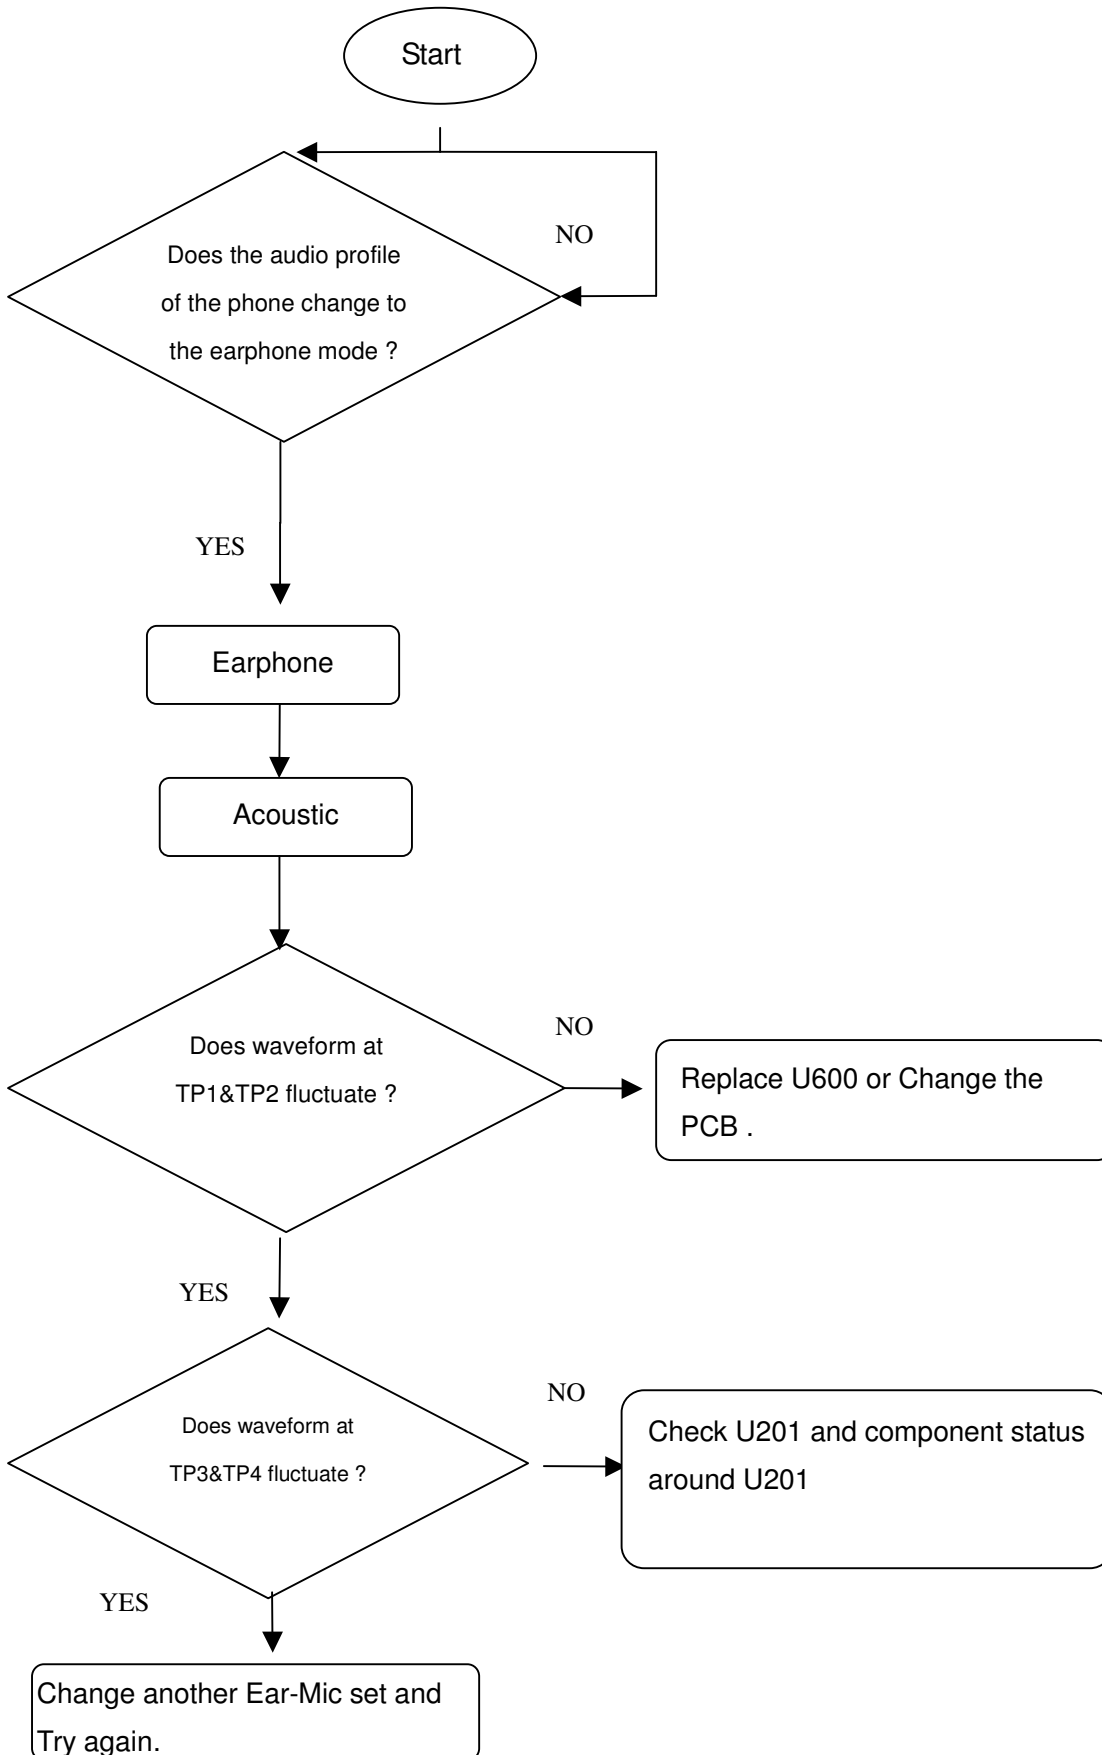 Start
NO
Does the audio profile
of the phone change to
the earphone mode ?
YES
Earphone
Acoustic
NO
Does waveform at
TP1&TP2 fluctuate ?
Replace U600 or Change the
PCB .
YES
NO
Does waveform at
TP3&TP4 fluctuate ?
Check U201 and component status
around U201
YES
Change another Ear-Mic set and
Try again.